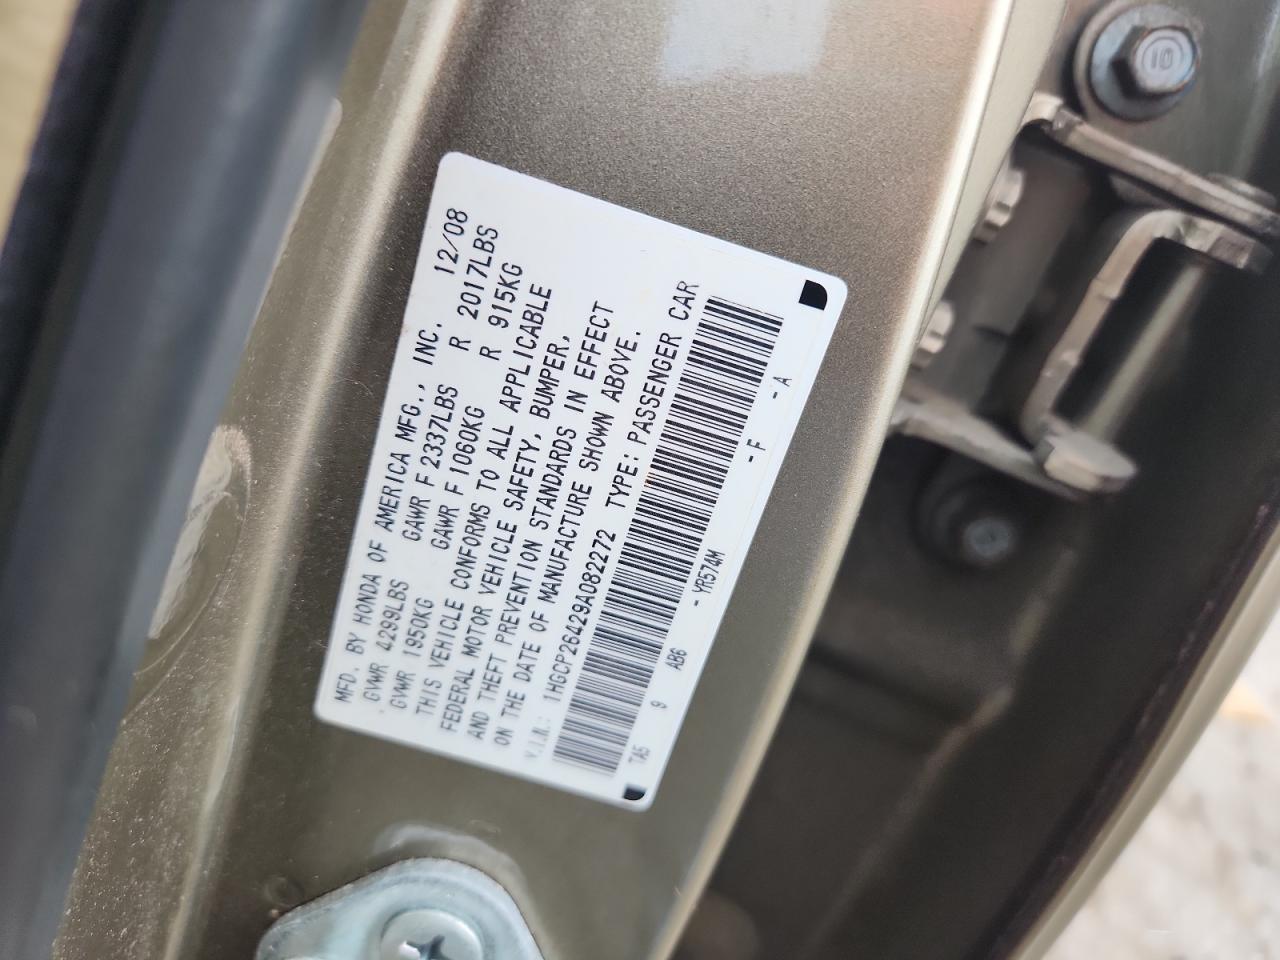 MFD. BY HONDA OF AMERICA MFG., INC. 12/08
GVWR 4299LBS GAWR F 2337LBS R 2017LBS
GVWR 1950KG GAWR F 1060KG R 915KG
THIS VEHICLE CONFORMS TO ALL APPLICABLE
FEDERAL MOTOR VEHICLE SAFETY, BUMPER,
AND THEFT PREVENTION STANDARDS IN EFFECT
ON THE DATE OF MANUFACTURE SHOWN ABOVE.
V.I.N.: 1HGCP26429A082272 TYPE: PASSENGER CAR
TA5 9 AB6 - YR574M - F - A
10